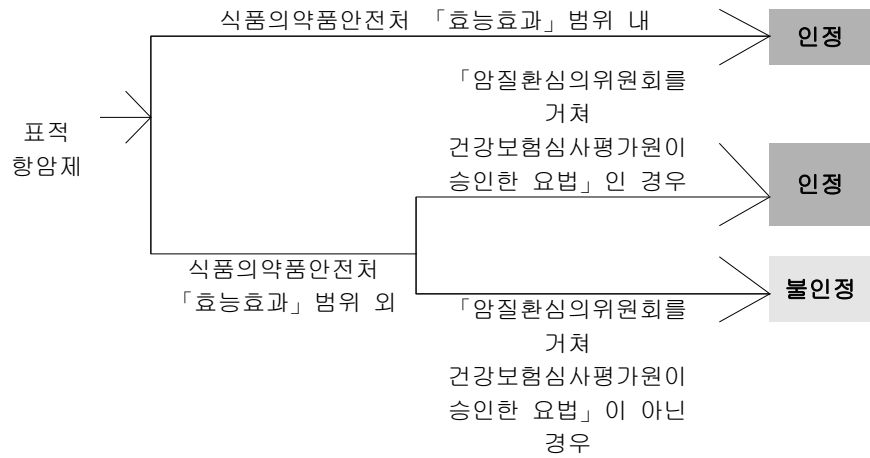 식품의약품안전처 「효능효과」범위 내
인정
표적
항암제
「암질환심의위원회를
거쳐
건강보험심사평가원이
승인한 요법」인 경우
인정
식품의약품안전처
「효능효과」범위 외
불인정
「암질환심의위원회를
거쳐
건강보험심사평가원이
승인한 요법」이 아닌
경우